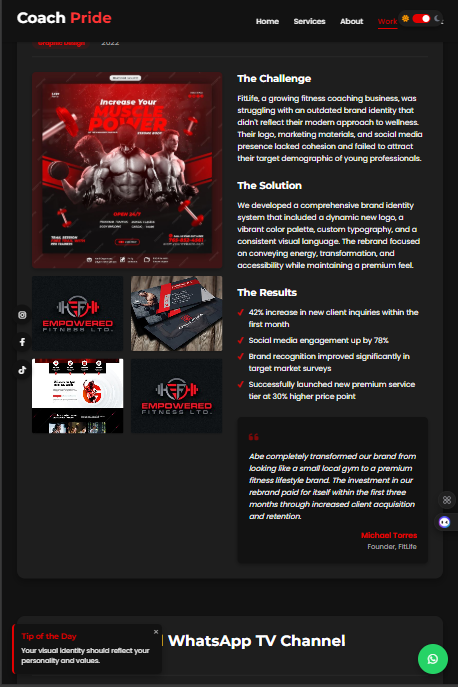 Coach Pride
Home Services About Work
Graphic Design 2022
Increase Your
MUSCLE
POWER
OPEN 24/7
EMPOWERED
FITNESS LTD.
EMPOWERED
FITNESS LTD.
The Challenge
FitLife, a growing fitness coaching business, was
struggling with an outdated brand identity that
didn't reflect their modern approach to wellness.
Their logo, marketing materials, and social media
presence lacked cohesion and failed to attract
their target demographic of young professionals.
The Solution
We developed a comprehensive brand identity
system that included a dynamic new logo, a
vibrant color palette, custom typography, and a
consistent visual language. The rebrand focused
on conveying energy, transformation, and
accessibility while maintaining a premium feel.
The Results
✓ 42% increase in new client inquiries within the
first month
✓ Social media engagement up by 78%
✓ Brand recognition improved significantly in
target market surveys
✓ Successfully launched new premium service
tier at 30% higher price point
Abe completely transformed our brand from
looking like a small local gym to a premium
fitness lifestyle brand. The investment in our
rebrand paid for itself within the first three
months through increased client acquisition
and retention.
Michael Torres
Founder, FitLife
WhatsApp TV Channel
Tip of the Day ×
Your visual identity should reflect your
personality and values.